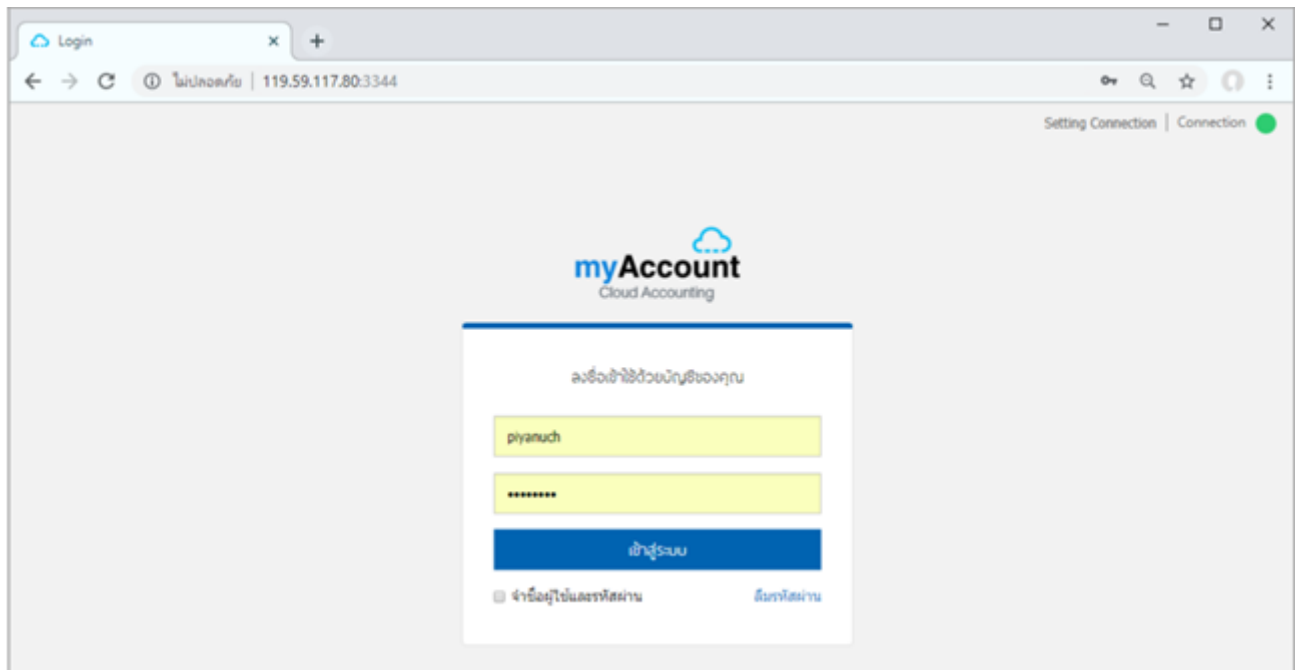 Login
ไม่ปลอดภัย | 119.59.117.80:3344
Setting Connection | Connection
myAccount
Cloud Accounting
ลงชื่อเข้าใช้ด้วยบัญชีของคุณ
piyanuch
••••••••
เข้าสู่ระบบ
จำชื่อผู้ใช้และรหัสผ่าน ลืมรหัสผ่าน